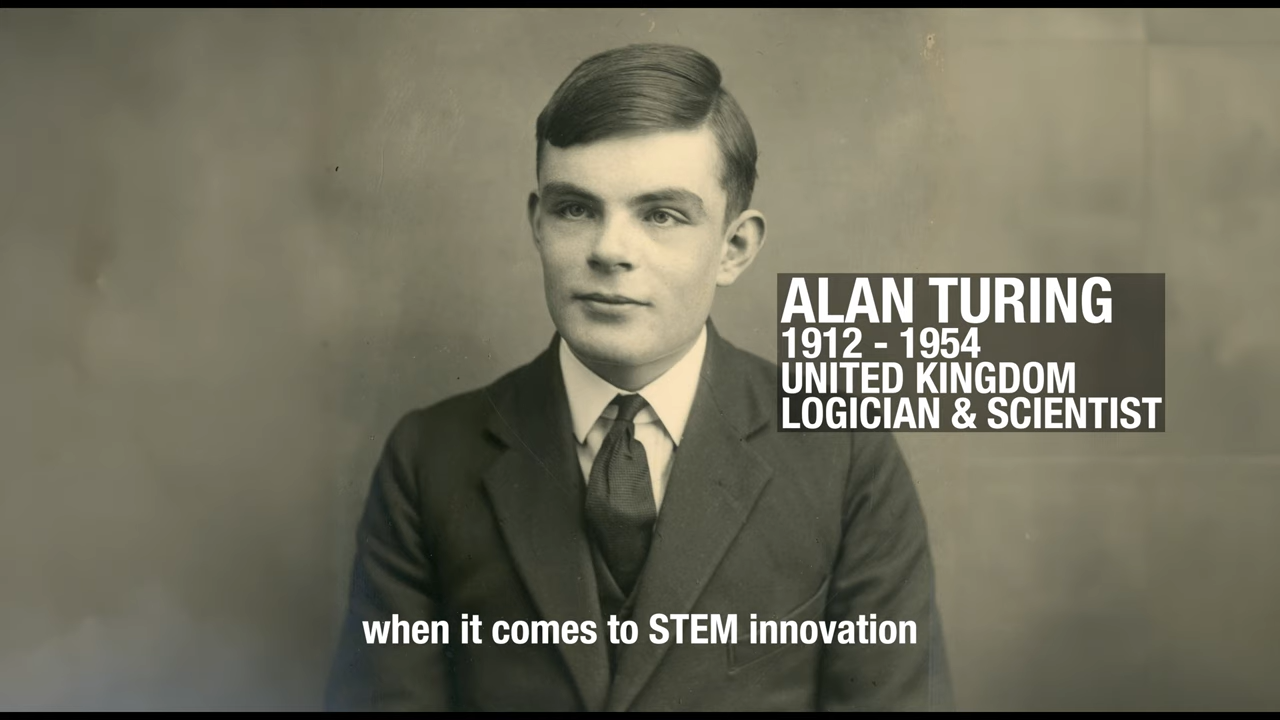 ALAN TURING
1912 - 1954
UNITED KINGDOM
LOGICIAN & SCIENTIST
when it comes to STEM innovation